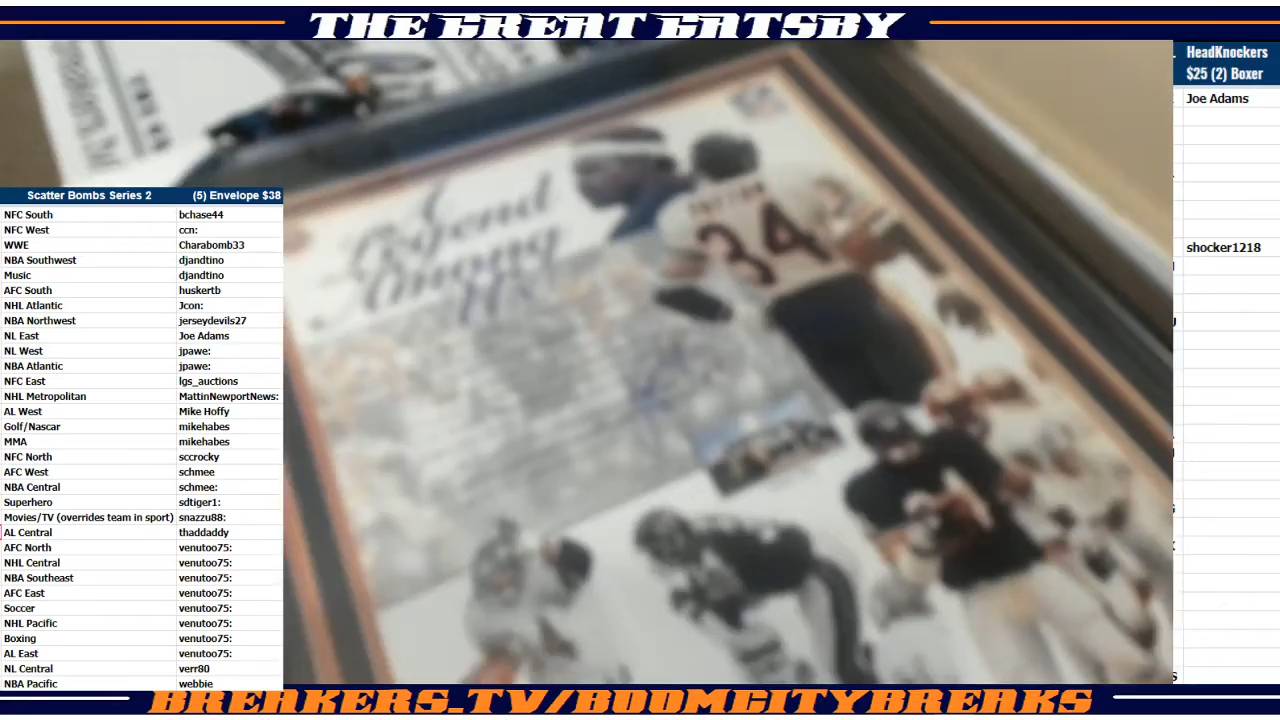 THE GREAT GATSBY
HeadKnockers
$25 (2) Boxer
Joe Adams
shocker1218
Scatter Bombs Series 2 (5) Envelope $38
NFC South bchase44
NFC West ccn:
WWE Charabomb33
NBA Southwest djandtino
Music djandtino
AFC South huskertb
NHL Atlantic Jcon:
NBA Northwest jerseydevils27
NL East Joe Adams
NL West jpawe:
NBA Atlantic jpawe:
NFC East lgs_auctions
NHL Metropolitan MattinNewportNews:
AL West Mike Hoffy
Golf/Nascar mikehabes
MMA mikehabes
NFC North sccrocky
AFC West schmee
NBA Central schmee:
Superhero sdtiger1:
Movies/TV (overrides team in sport) snazzu88:
AL Central thaddaddy
AFC North venutoo75:
NHL Central venutoo75:
NBA Southeast venutoo75:
AFC East venutoo75:
Soccer venutoo75:
NHL Pacific venutoo75:
Boxing venutoo75:
AL East venutoo75:
NL Central verr80
NBA Pacific webbie
A
Legend
Among
Us
34
BREAKERS.TV/BOOMCITYBREAKS